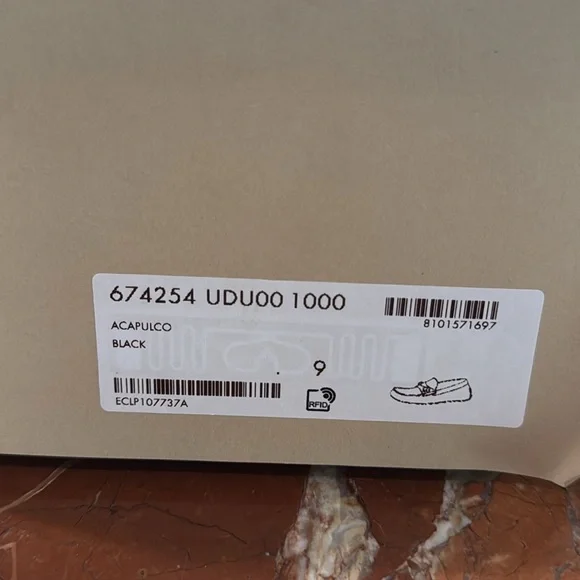 674254 UDU00 1000
8101571697
ACAPULCO
BLACK
9
ECLP107737A
RFID